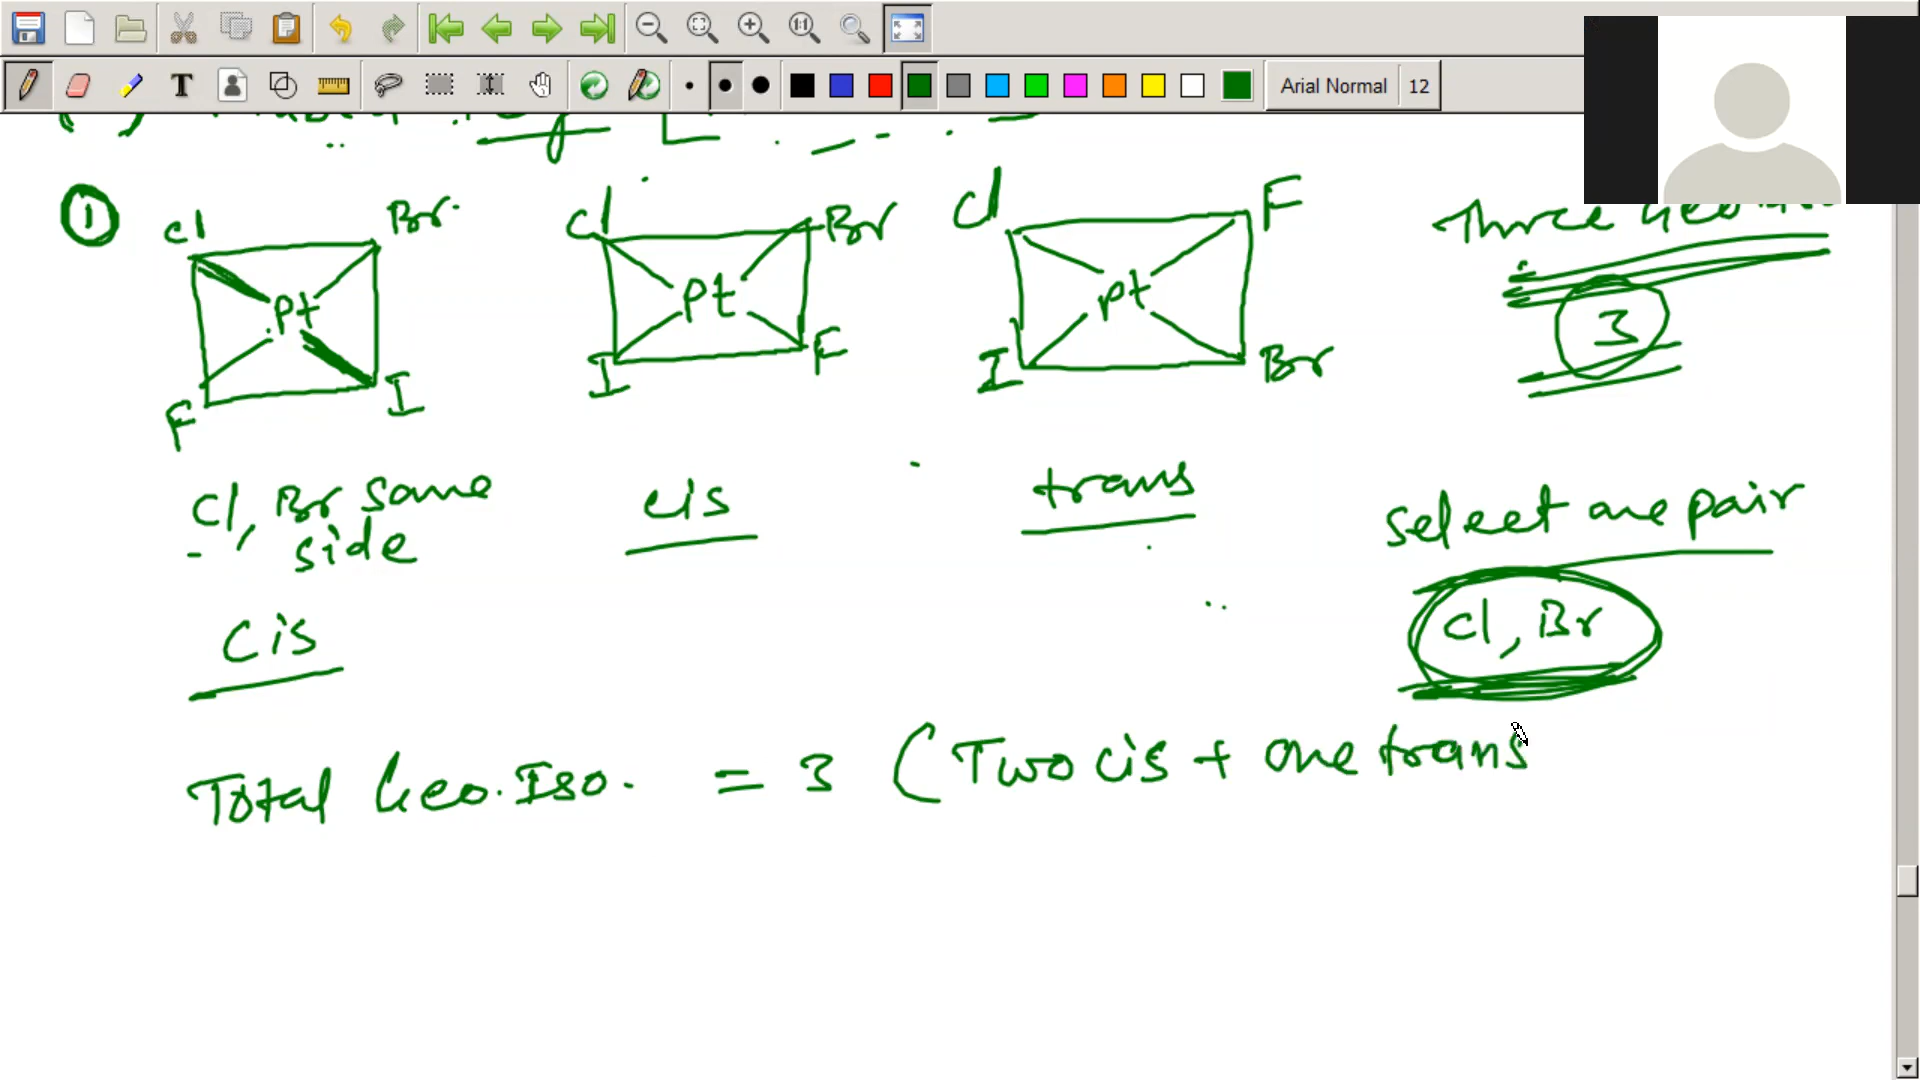 Arial Normal 12
① Cl Br Cl Br Cl F Three
Pt Pt Pt 3
F I I F I Br
Cl, Br same cis trans select one pair
side
Cl, Br
Cis
Total Geo. Iso. = 3 (Two cis + one trans